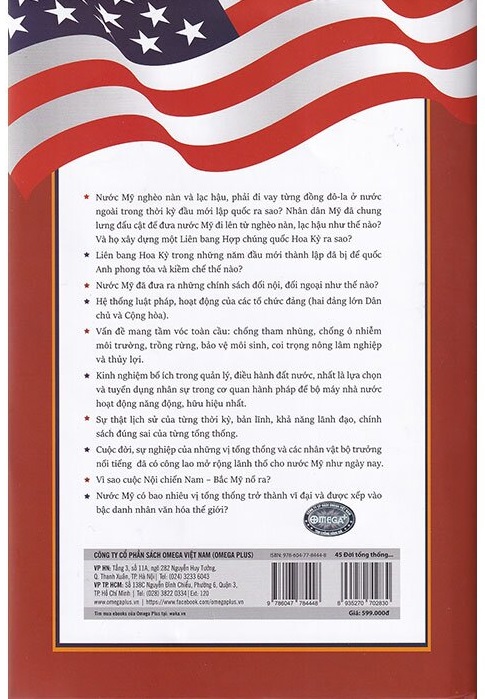 Nước Mỹ nghèo nàn và lạc hậu, phải đi vay từng đồng đô-la ở nước
ngoài trong thời kỳ đầu mới lập quốc ra sao? Nhân dân Mỹ đã chung
lưng đấu cật để đưa nước Mỹ đi lên từ nghèo nàn, lạc hậu như thế nào?
Và họ xây dựng một Liên bang Hợp chúng quốc Hoa Kỳ ra sao?
Liên bang Hoa Kỳ trong những năm đầu mới thành lập đã bị đế quốc
Anh phong tỏa và kiềm chế thế nào?
Nước Mỹ đã đưa ra những chính sách đối nội, đối ngoại như thế nào?
Hệ thống luật pháp, hoạt động của các tổ chức đảng (hai đảng lớn Dân
chủ và Cộng hòa).
Vấn đề mang tầm vóc toàn cầu: chống tham nhũng, chống ô nhiễm
môi trường, trồng rừng, bảo vệ môi sinh, coi trọng nông lâm nghiệp
và thủy lợi.
Kinh nghiệm bổ ích trong quản lý, điều hành đất nước, nhất là lựa chọn
và tuyển dụng nhân sự trong cơ quan hành pháp để bộ máy nhà nước
hoạt động năng động, hữu hiệu nhất.
Sự thật lịch sử của từng thời kỳ, bản lĩnh, khả năng lãnh đạo, chính
sách đúng sai của từng tổng thống.
Cuộc đời, sự nghiệp của những vị tổng thống và các nhân vật bộ trưởng
nổi tiếng đã có công lao mở rộng lãnh thổ cho nước Mỹ như ngày nay.
Vì sao cuộc Nội chiến Nam – Bắc Mỹ nổ ra?
Nước Mỹ có bao nhiêu vị tổng thống trở thành vĩ đại và được xếp vào
bậc danh nhân văn hóa thế giới?
OMEGA+
CÔNG TY CỔ PHẦN SÁCH OMEGA VIỆT NAM (OMEGA PLUS)
VP HN: Tầng 3, số 11A, ngõ 282 Nguyễn Huy Tưởng,
Q. Thanh Xuân, TP. Hà Nội| Tel: (024) 3233 6043
VP TP.HCM: Số 138C Nguyễn Đình Chiểu, Phường 6, Quận 3,
TP. Hồ Chí Minh | Tel: (028) 3822 0334| Ext: 120
www.omegaplus.vn | https://www.facebook.com/omegaplus.vn
Tìm mua ebooks của Omega Plus tại: waka.vn
ISBN: 978-604-77-8444-8
9 786047 784448
45 Đời tổng thống...
8 935270 702830
Giá: 599.000đ